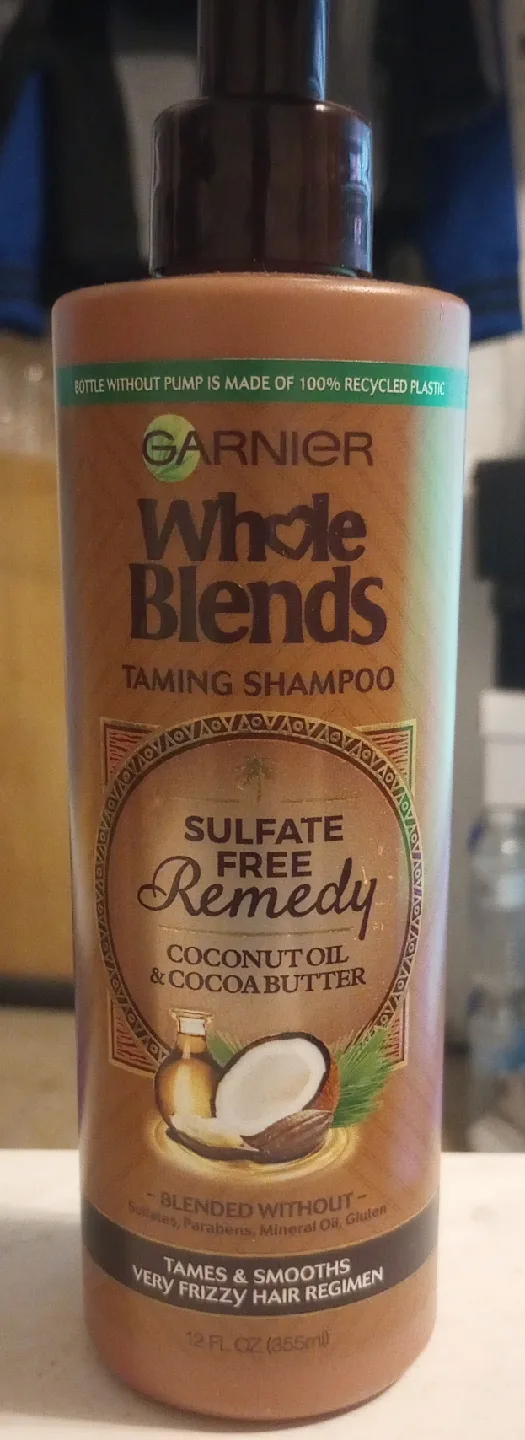 BOTTLE WITHOUT PUMP IS MADE OF 100% RECYCLED PLASTIC
GARNIER
Whole
Blends
TAMING SHAMPOO
SULFATE
FREE
Remedy
COCONUT OIL
& COCOA BUTTER
- BLENDED WITHOUT -
Sulfates, Parabens, Mineral Oil, Gluten
TAMES & SMOOTHS
VERY FRIZZY HAIR REGIMEN
12 FL OZ (355ml)